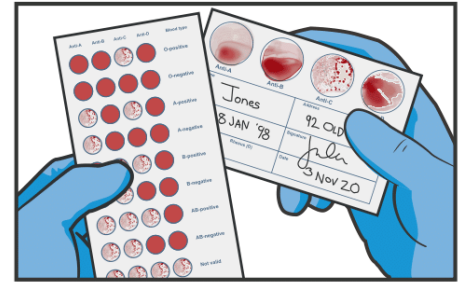 Anti-A Anti-B Anti-C Anti-D Blood type
O-positive
O-negative
A-positive
A-negative
B-positive
B-negative
AB-positive
AB-negative
Not valid
Anti-A Anti-B Anti-C
Jones
Address
92 OLD
8 JAN '98
Signature
Jules
Date
3 NOV 20